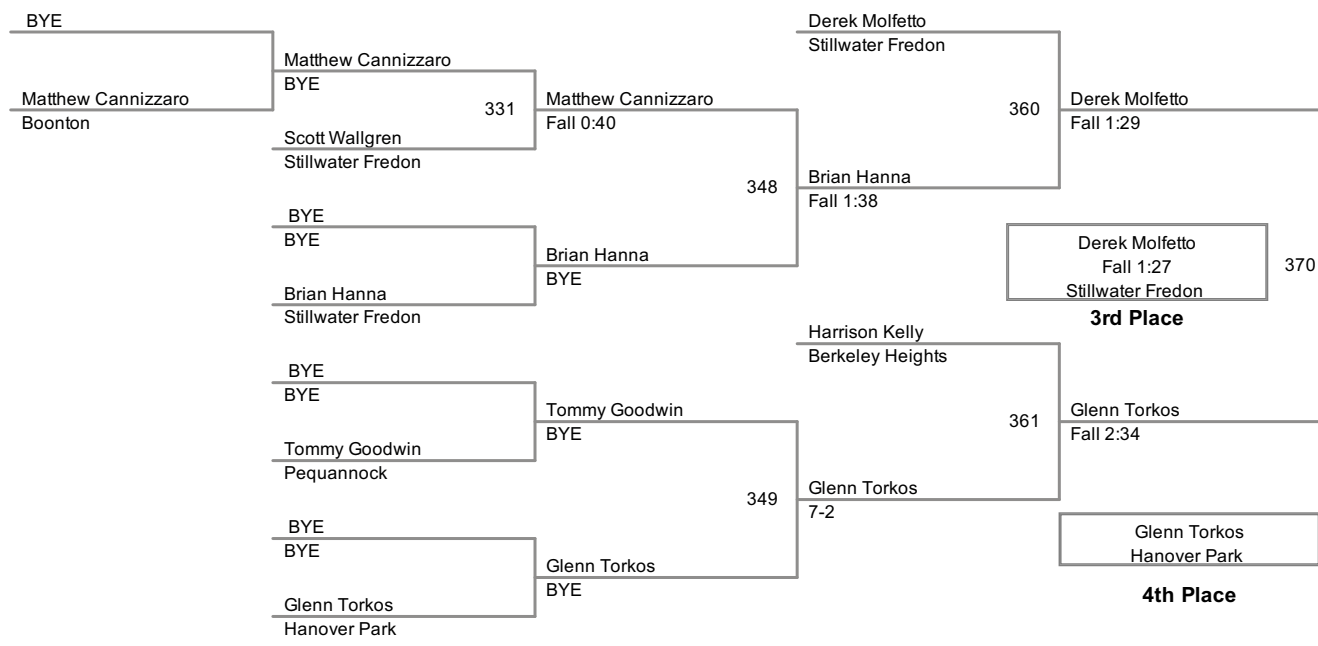 BYE
Matthew Cannizzaro
Boonton
Matthew Cannizzaro
BYE
331
Scott Wallgren
Stillwater Fredon
BYE
BYE
Brian Hanna
Stillwater Fredon
BYE
BYE
Tommy Goodwin
Pequannock
BYE
BYE
Glenn Torkos
Hanover Park
Matthew Cannizzaro
Fall 0:40
348
Brian Hanna
BYE
Tommy Goodwin
BYE
349
Glenn Torkos
BYE
Derek Molfetto
Stillwater Fredon
360
Brian Hanna
Fall 1:38
Harrison Kelly
Berkeley Heights
361
Glenn Torkos
7-2
Derek Molfetto
Fall 1:29
Derek Molfetto
Fall 1:27
Stillwater Fredon
370
3rd Place
Glenn Torkos
Fall 2:34
Glenn Torkos
Hanover Park
4th Place